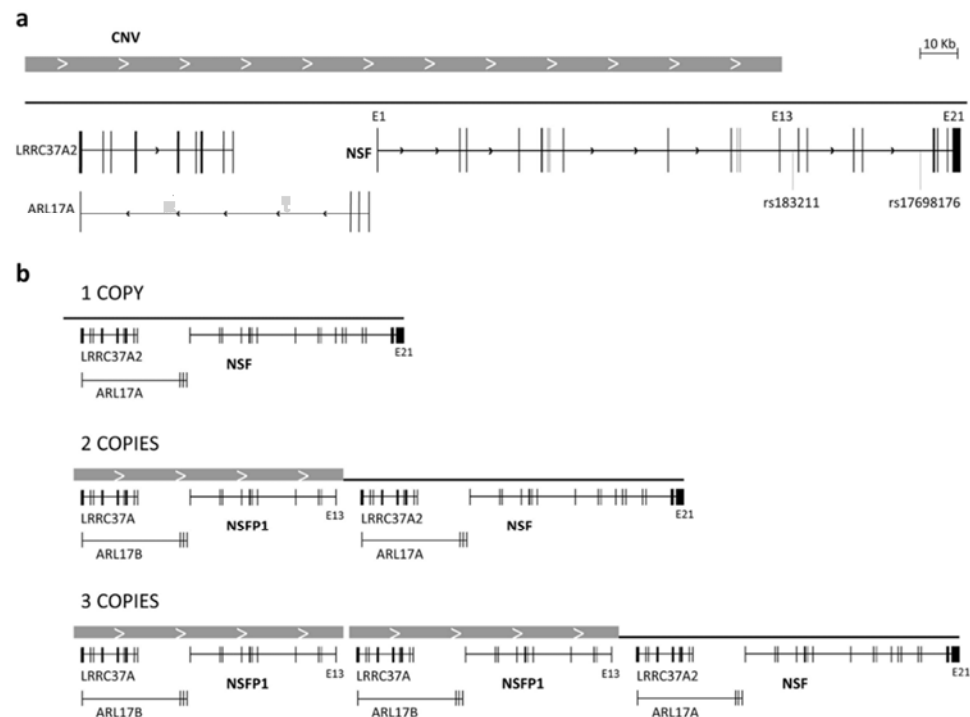 a
CNV
10 Kb
E1 E13 E21
LRRC37A2 NSF
rs183211 rs17698176
ARL17A
b
1 COPY
LRRC37A2 NSF E21
ARL17A
2 COPIES
LRRC37A NSFP1 E13 LRRC37A2 NSF E21
ARL17B ARL17A
3 COPIES
LRRC37A NSFP1 E13 LRRC37A NSFP1 E13 LRRC37A2 NSF E21
ARL17B ARL17B ARL17A